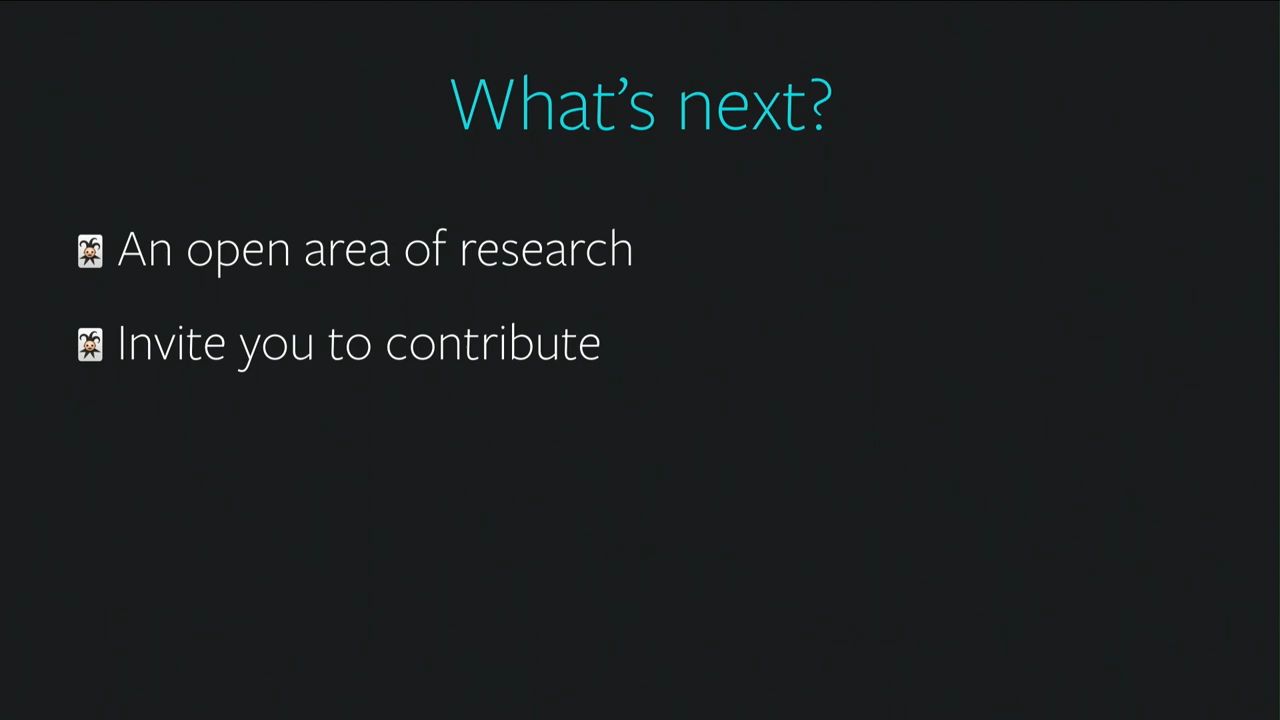 What’s next?
An open area of research
Invite you to contribute